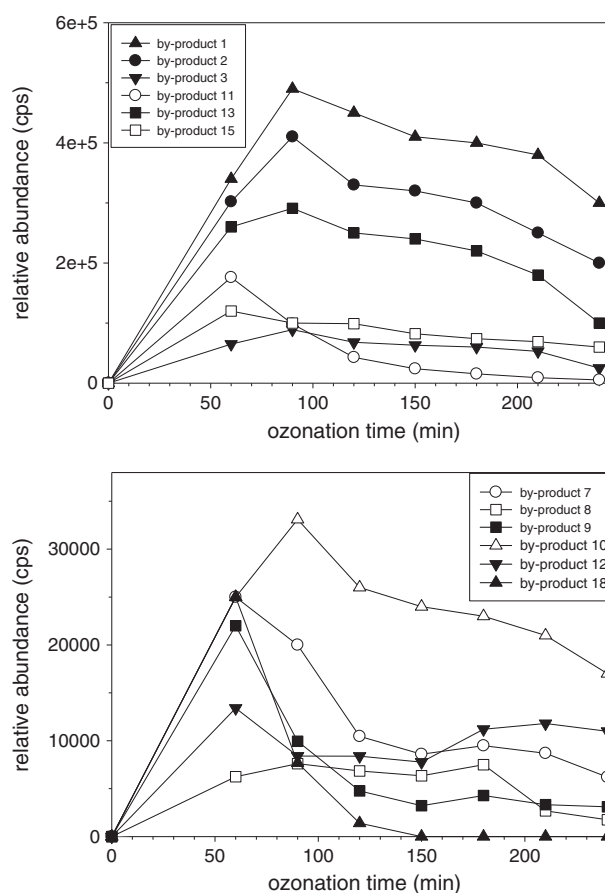 6e+5
4e+5
2e+5
0
relative abundance (cps)
by-product 1
by-product 2
by-product 3
by-product 11
by-product 13
by-product 15
0 50 100 150 200
ozonation time (min)
30000
20000
10000
0
relative abundance (cps)
by-product 7
by-product 8
by-product 9
by-product 10
by-product 12
by-product 18
0 50 100 150 200
ozonation time (min)